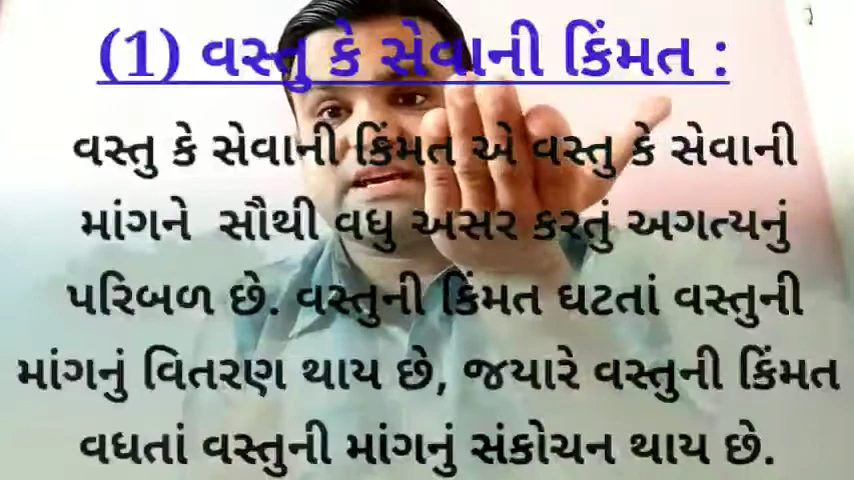 (1) વસ્તુ કે સેવાની કિંમત :
વસ્તુ કે સેવાની કિંમત એ વસ્તુ કે સેવાની
માંગને સૌથી વધુ અસર કરતું અગત્યનું
પરિબળ છે. વસ્તુની કિંમત ઘટતાં વસ્તુની
માંગનું વિતરણ થાય છે, જયારે વસ્તુની કિંમત
વધતાં વસ્તુની માંગનું સંકોચન થાય છે.